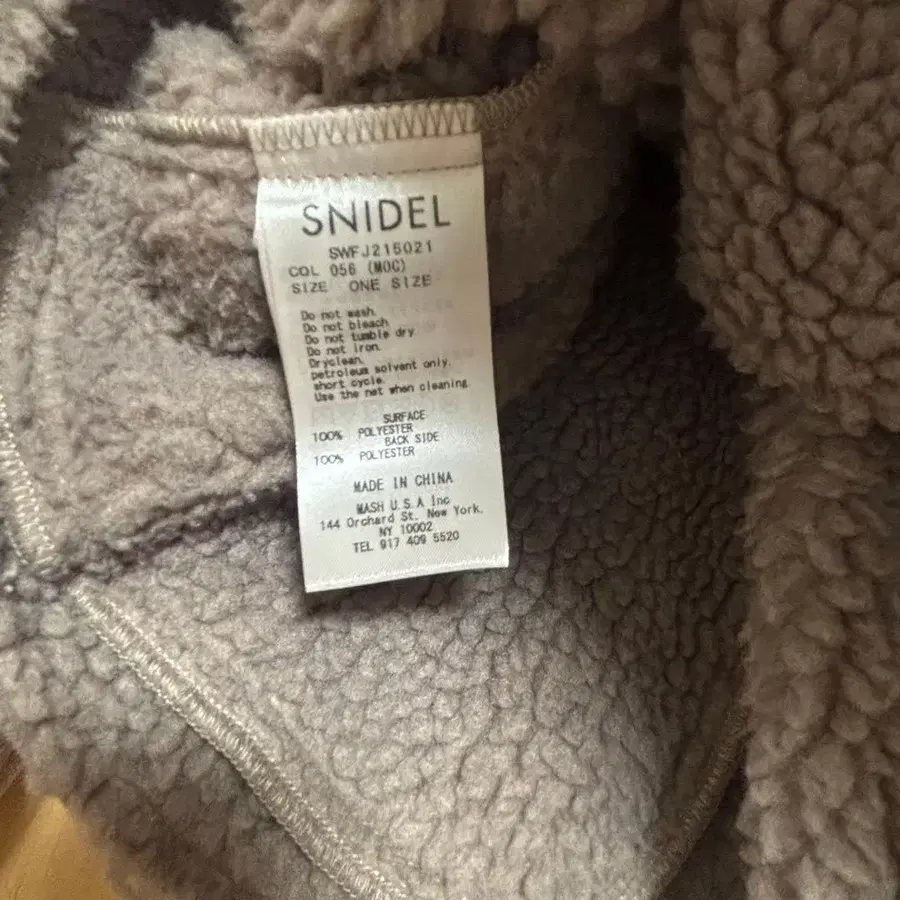 SNIDEL
SWFJ215021
COL 056 (MOC)
SIZE ONE SIZE
Do not wash.
Do not bleach
Do not tumble dry
Do not iron.
Dryclean.
petroleum solvent only.
short cycle.
Use the net when cleaning
SURFACE
100% POLYESTER
BACK SIDE
100% POLYESTER
MADE IN CHINA
MASH U.S.A Inc
144 Orchard St. New York.
NY 10002
TEL 917 409 5520